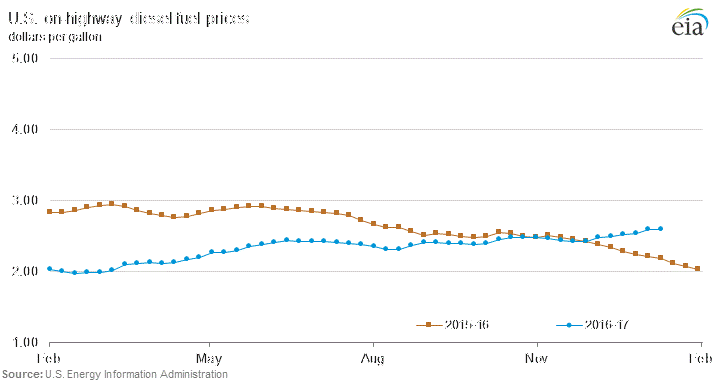 U.S. on-highway diesel fuel prices
dollars per gallon
eia
5.00
4.00
3.00
2.00
1.00
2015-16
2016-17
Feb
May
Aug
Nov
Feb
Source: U.S. Energy Information Administration